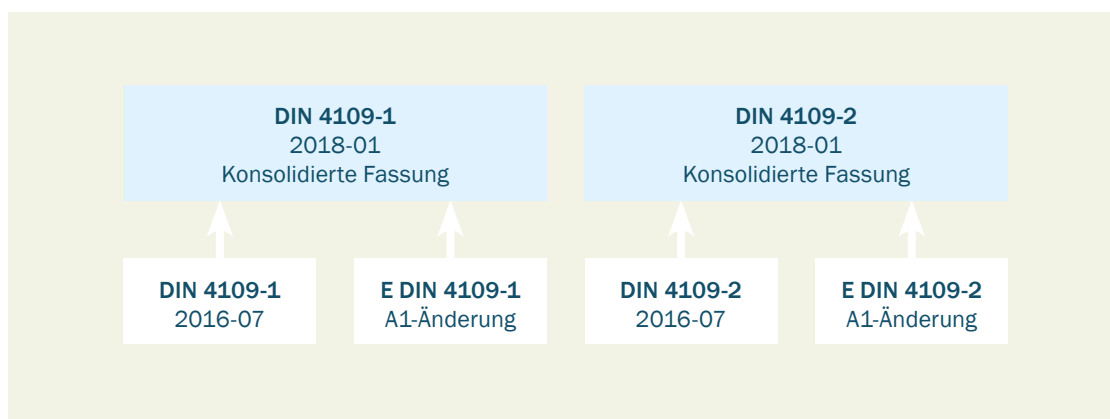 DIN 4109-1
2018-01
Konsolidierte Fassung
DIN 4109-2
2018-01
Konsolidierte Fassung
DIN 4109-1
2016-07
E DIN 4109-1
A1-Änderung
DIN 4109-2
2016-07
E DIN 4109-2
A1-Änderung